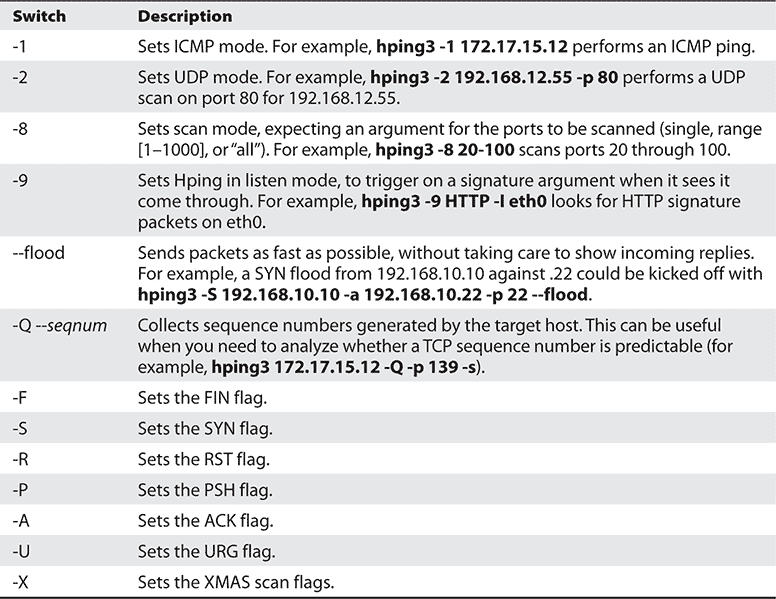 Switch Description
-1 Sets ICMP mode. For example, hping3 -1 172.17.15.12 performs an ICMP ping.
-2 Sets UDP mode. For example, hping3 -2 192.168.12.55 -p 80 performs a UDP
scan on port 80 for 192.168.12.55.
-8 Sets scan mode, expecting an argument for the ports to be scanned (single, range
[1–1000], or “all”). For example, hping3 -8 20-100 scans ports 20 through 100.
-9 Sets Hping in listen mode, to trigger on a signature argument when it sees it
come through. For example, hping3 -9 HTTP -I eth0 looks for HTTP signature
packets on eth0.
--flood Sends packets as fast as possible, without taking care to show incoming replies.
For example, a SYN flood from 192.168.10.10 against .22 could be kicked off with
hping3 -S 192.168.10.10 -a 192.168.10.22 -p 22 --flood.
-Q --seqnum Collects sequence numbers generated by the target host. This can be useful
when you need to analyze whether a TCP sequence number is predictable (for
example, hping3 172.17.15.12 -Q -p 139 -s).
-F Sets the FIN flag.
-S Sets the SYN flag.
-R Sets the RST flag.
-P Sets the PSH flag.
-A Sets the ACK flag.
-U Sets the URG flag.
-X Sets the XMAS scan flags.